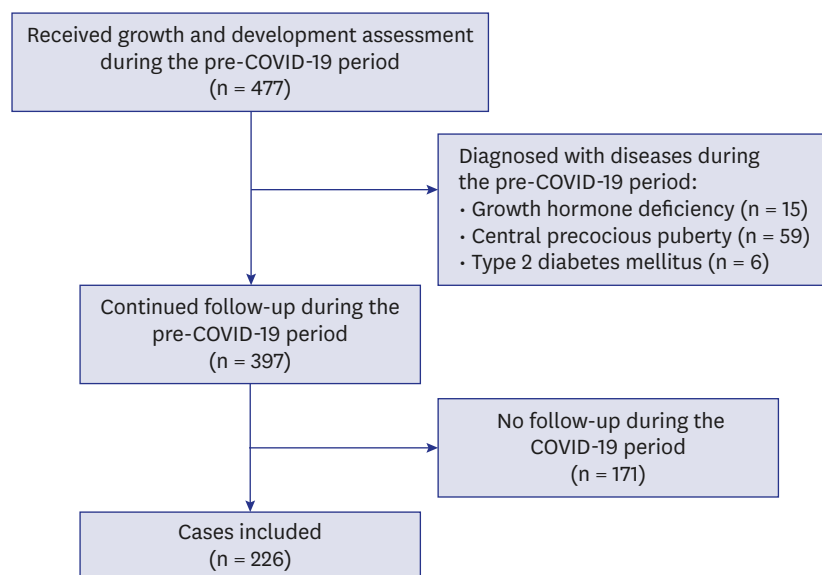 Received growth and development assessment
during the pre-COVID-19 period
(n = 477)
Diagnosed with diseases during
the pre-COVID-19 period:
· Growth hormone deficiency (n = 15)
· Central precocious puberty (n = 59)
· Type 2 diabetes mellitus (n = 6)
Continued follow-up during the
pre-COVID-19 period
(n = 397)
No follow-up during the
COVID-19 period
(n = 171)
Cases included
(n = 226)